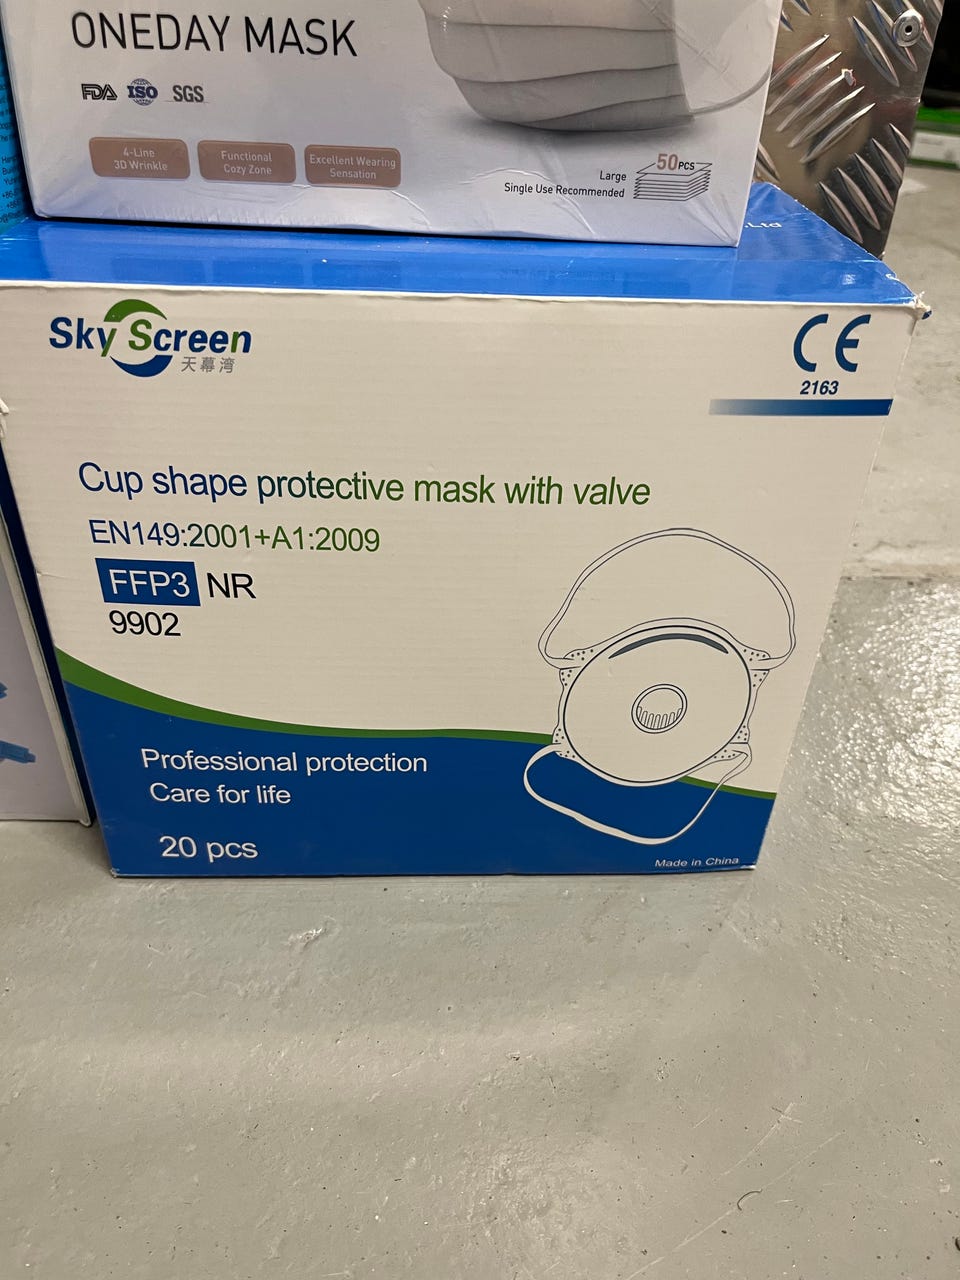 ONEDAY MASK
FDA ISO SGS
4-Line
3D Wrinkle
Functional
Cozy Zone
Excellent Wearing
Sensation
Large
Single Use Recommended
50PCS
Sky Screen
天幕湾
CE
2163
Cup shape protective mask with valve
EN149:2001+A1:2009
FFP3 NR
9902
Professional protection
Care for life
20 pcs
Made in China